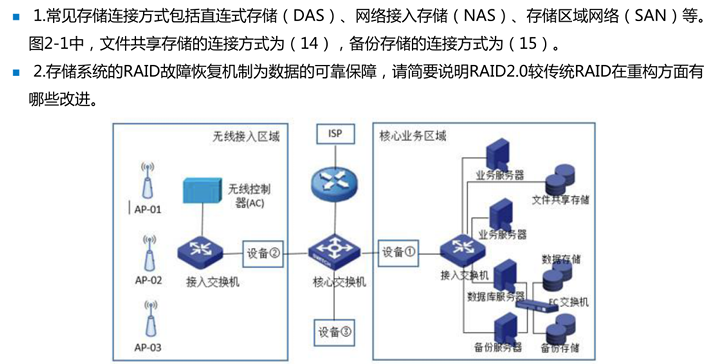 1.常见存储连接方式包括直连式存储（DAS）、网络接入存储（NAS）、存储区域网络（SAN）等。
图2-1中，文件共享存储的连接方式为（14），备份存储的连接方式为（15）。
2.存储系统的RAID故障恢复机制为数据的可靠保障，请简要说明RAID2.0较传统RAID在重构方面有
哪些改进。
无线接入区域
ISP
核心业务区域
业务服务器
无线控制
器(AC)
文件共享存储
AP-01
业务服务器
设备②
设备①
数据存储
AP-02
接入交换机
核心交换机
接入交换机
数据库服务器
FC交换机
设备③
AP-03
备份服务器
备份存储